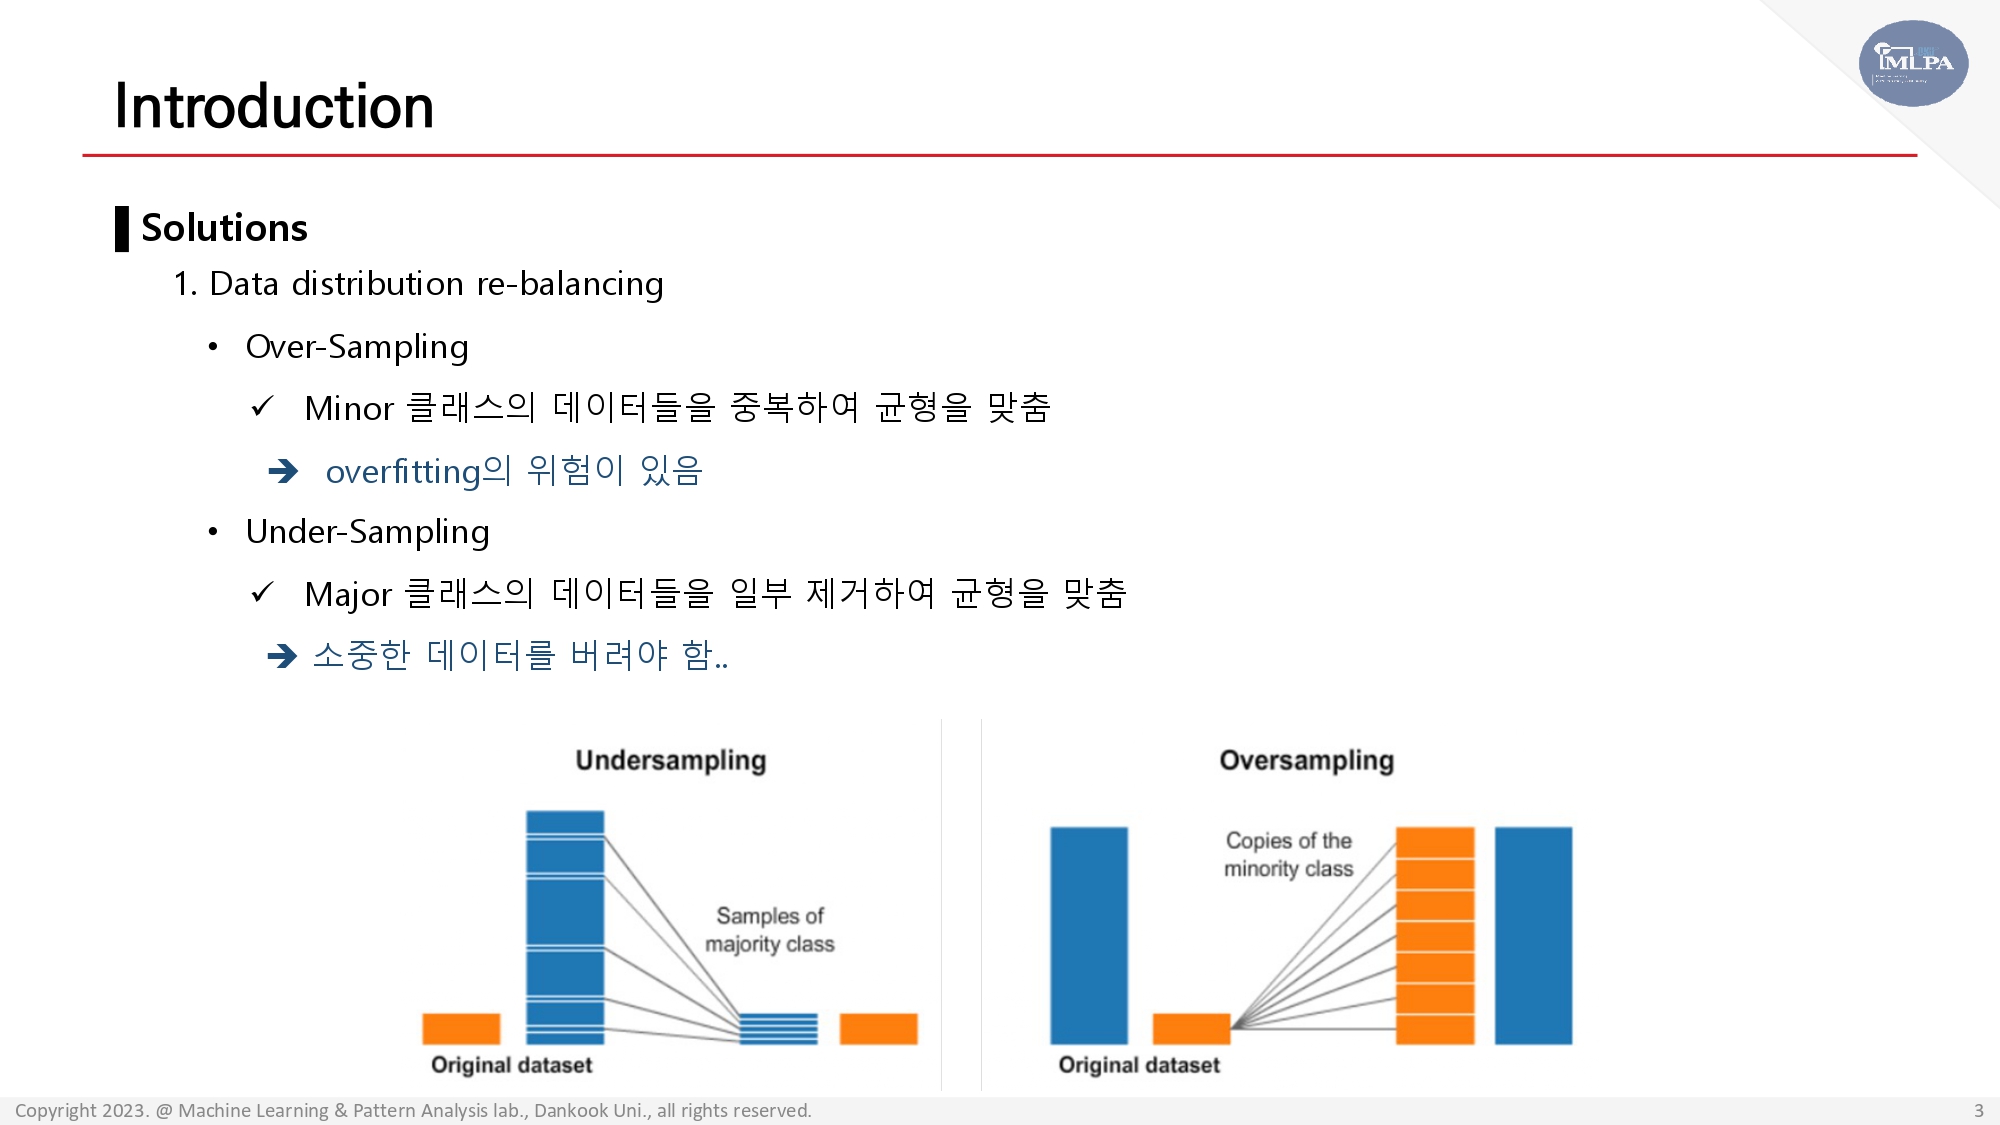 MLPA
Introduction
Solutions
1. Data distribution re-balancing
• Over-Sampling
✓ Minor 클래스의 데이터들을 중복하여 균형을 맞춤
➔ overfitting의 위험이 있음
• Under-Sampling
✓ Major 클래스의 데이터들을 일부 제거하여 균형을 맞춤
➔ 소중한 데이터를 버려야 함..
Undersampling
Samples of
majority class
Original dataset
Oversampling
Copies of the
minority class
Original dataset
Copyright 2023. @ Machine Learning & Pattern Analysis lab., Dankook Uni., all rights reserved.
3